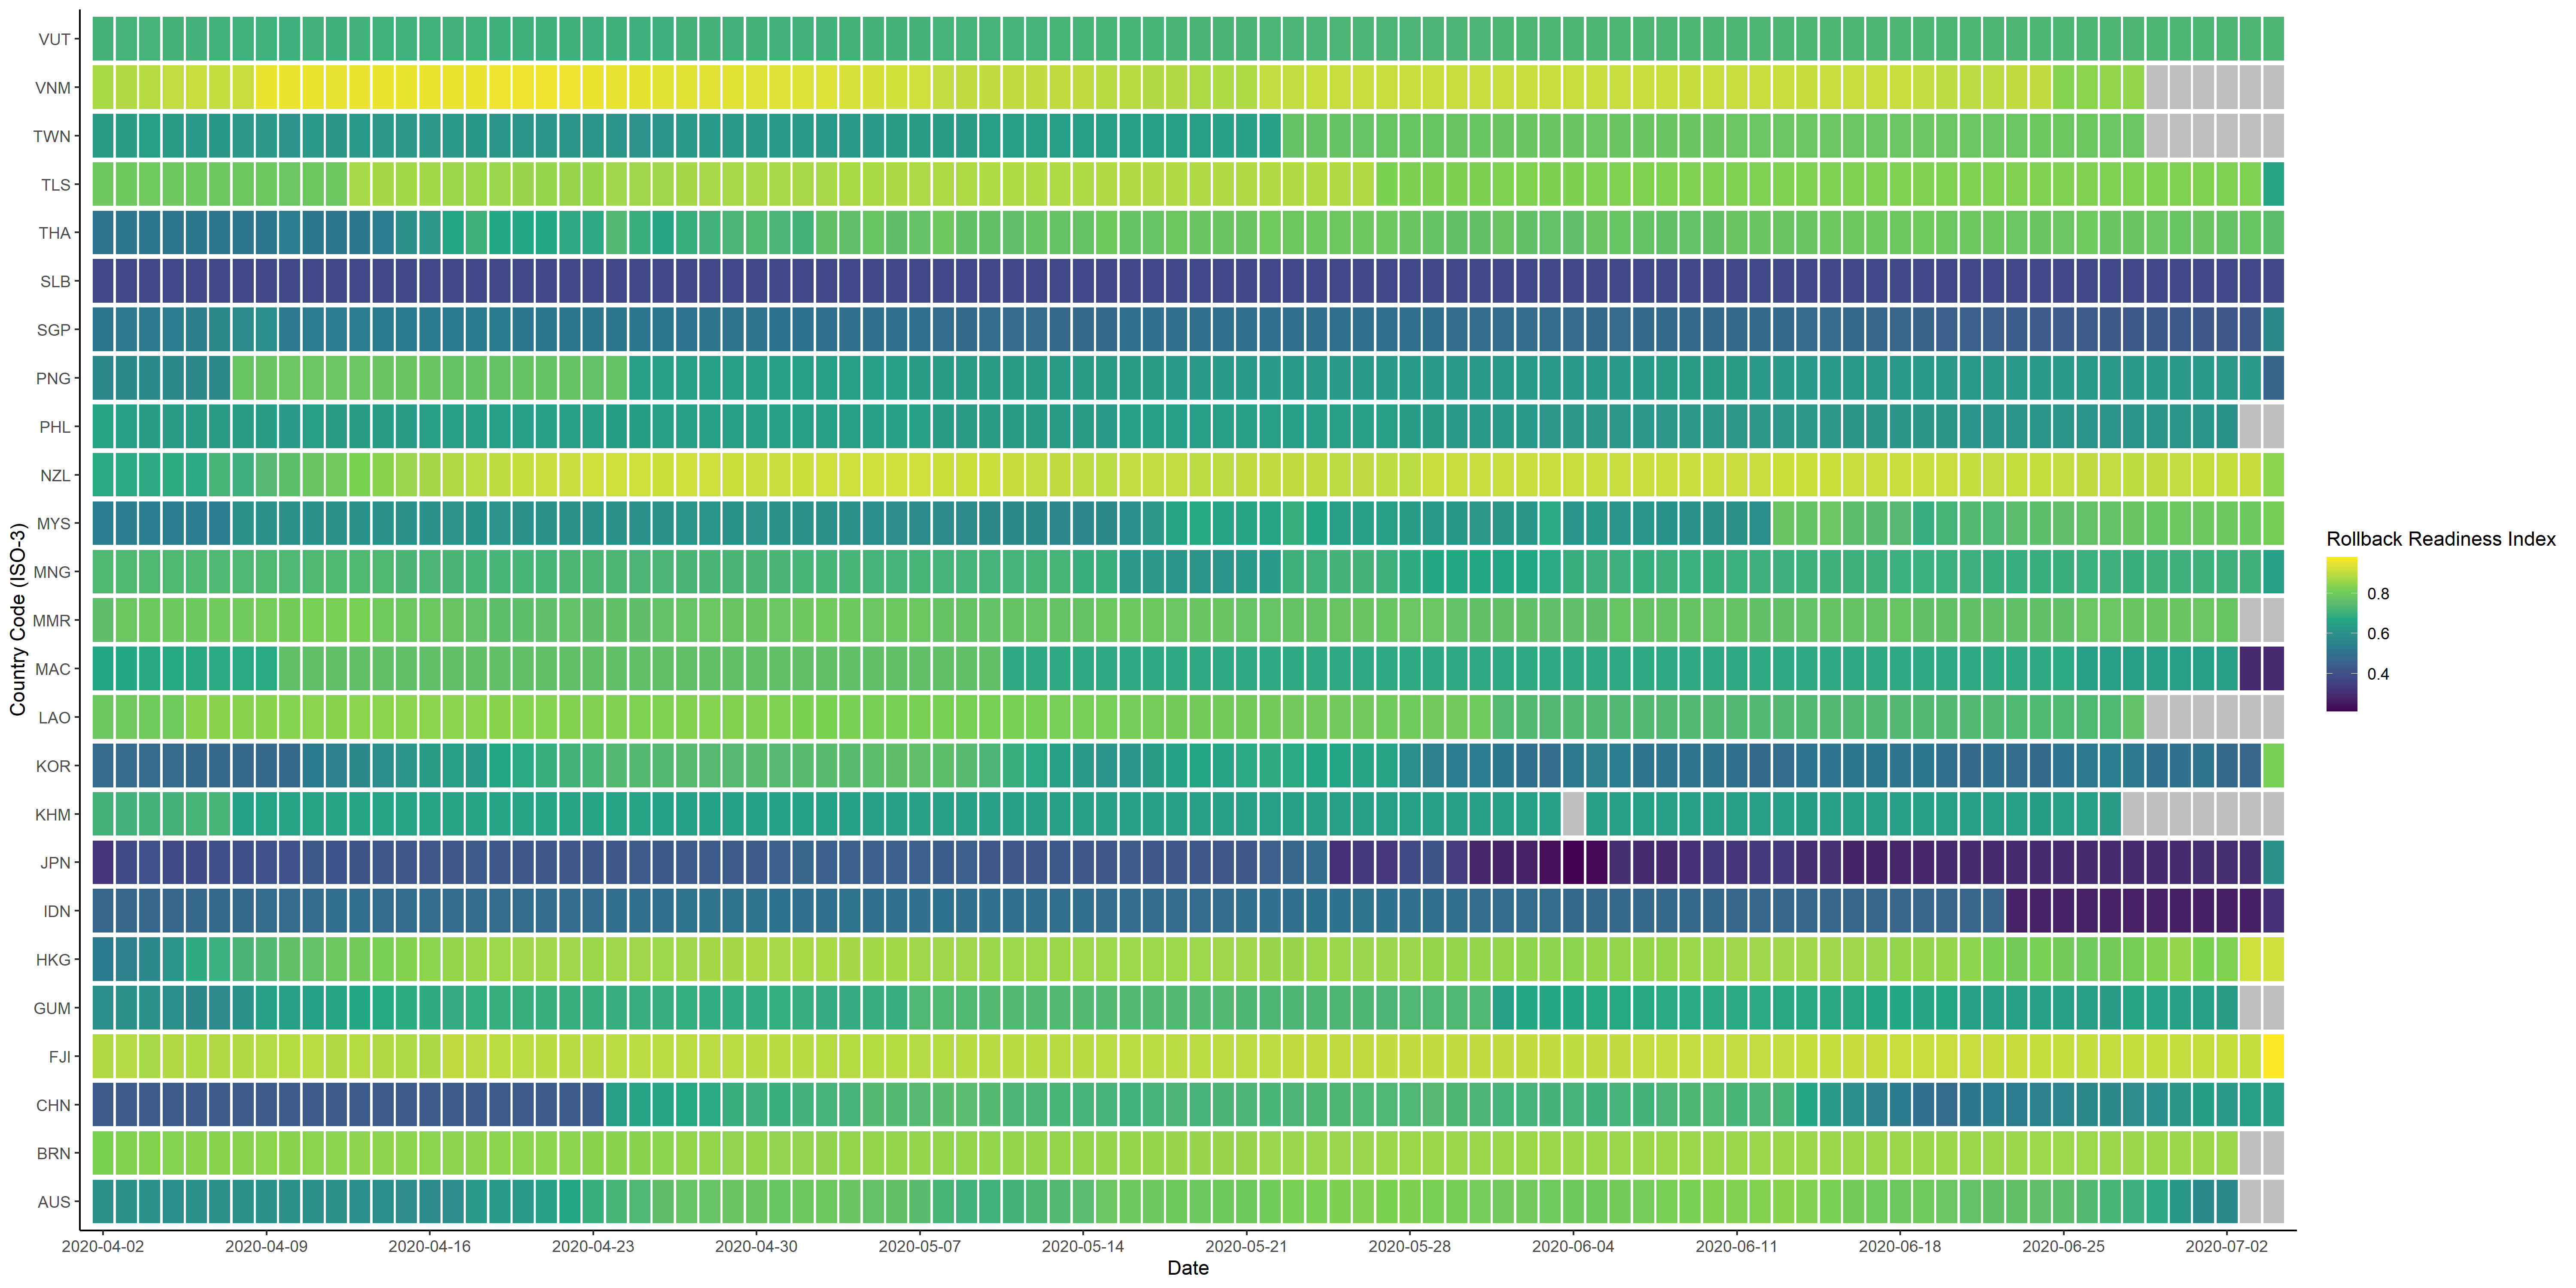 VUT
VNM
TWN
TLS
THA
SLB
SGP
PNG
PHL
NZL
MYS
MNG
MMR
MAC
LAO
KOR
KHM
JPN
IDN
HKG
GUM
FJI
CHN
BRN
AUS
Country Code (ISO-3)
2020-04-02 2020-04-09 2020-04-16 2020-04-23 2020-04-30 2020-05-07 2020-05-14 2020-05-21 2020-05-28 2020-06-04 2020-06-11 2020-06-18 2020-06-25 2020-07-02
Date
Rollback Readiness Index
0.8
0.6
0.4